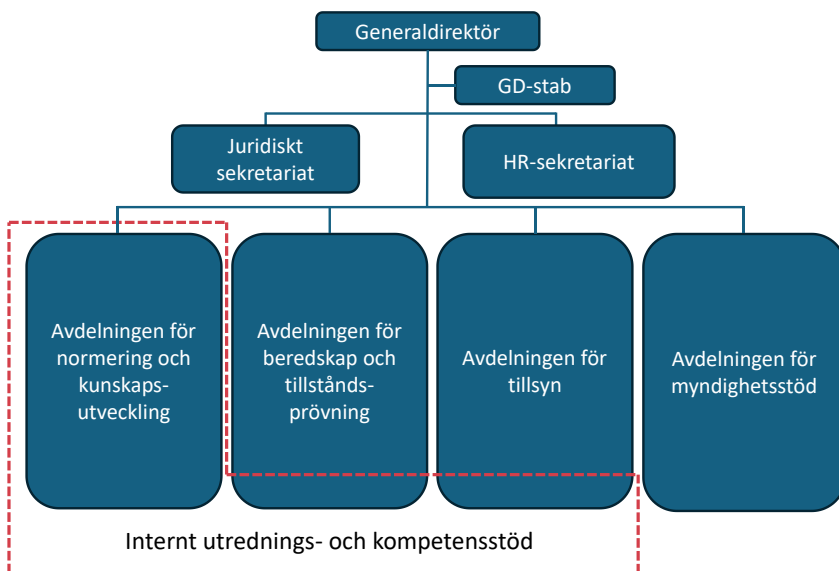 Generaldirektör
GD-stab
Juridiskt
sekretariat
HR-sekretariat
Avdelningen för
normering och
kunskaps-
utveckling
Avdelningen för
beredskap och
tillstånds-
prövning
Avdelningen för
tillsyn
Avdelningen för
myndighetsstöd
Internt utrednings- och kompetensstöd